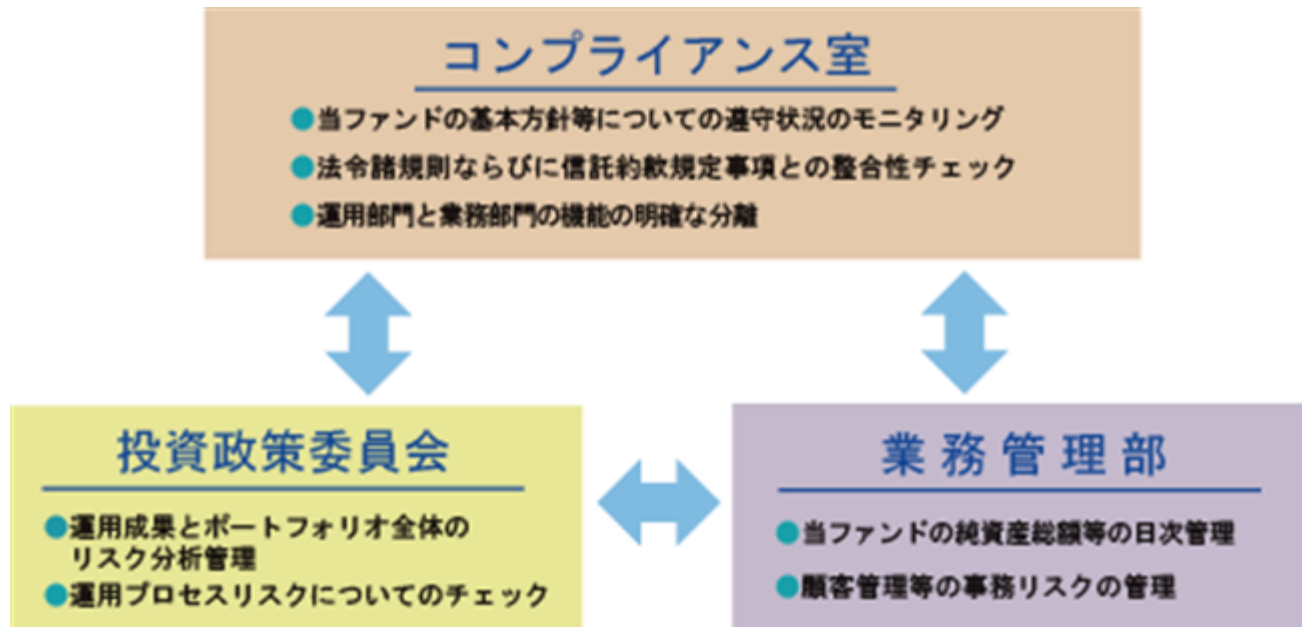 コンプライアンス室
●当ファンドの基本方針等についての遵守状況のモニタリング
●法令諸規則ならびに信託約款規定事項との整合性チェック
●運用部門と業務部門の機能の明確な分離
投資政策委員会
●運用成果とポートフォリオ全体の
リスク分析管理
●運用プロセスリスクについてのチェック
業務管理部
●当ファンドの純資産総額等の日次管理
●顧客管理等の事務リスクの管理